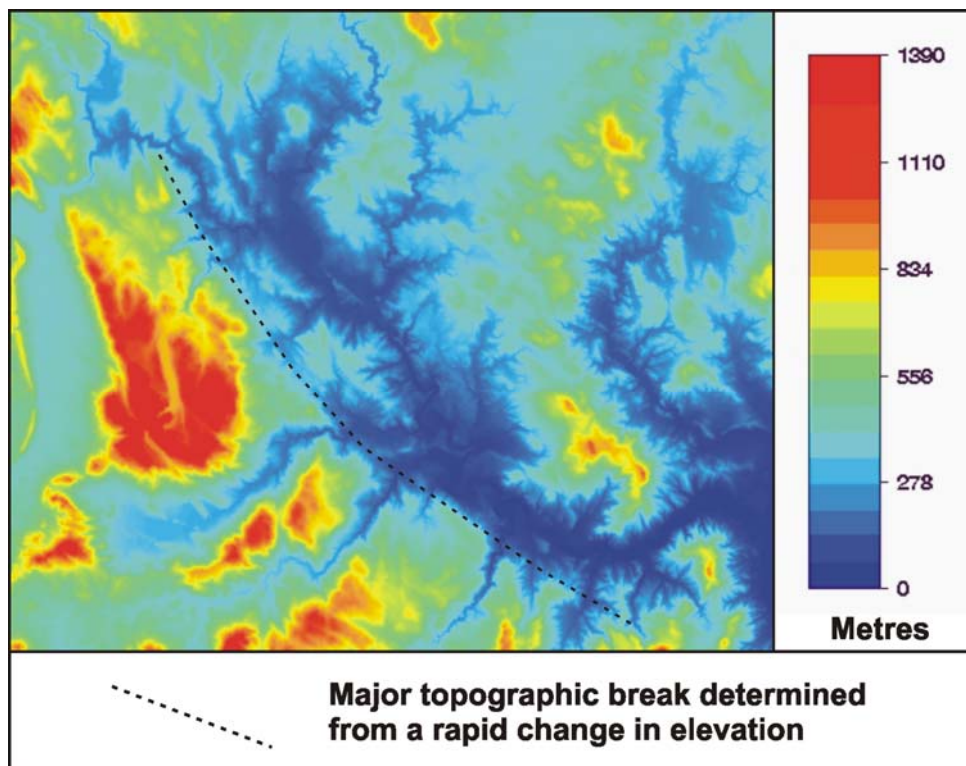 1390
1110
834
556
278
0
Metres
Major topographic break determined
from a rapid change in elevation